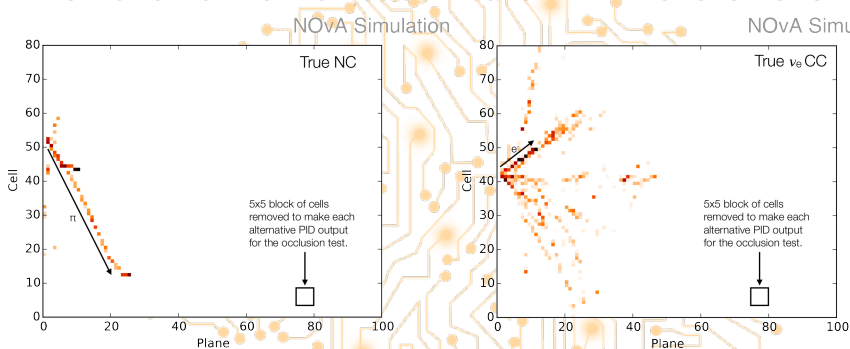 NOvA Simulation
True NC
80
70
60
50
40
30
20
10
0
Cell
π
5x5 block of cells
removed to make each
alternative PID output
for the occlusion test.
0 20 40 60 80 100
Plane
NOvA Simu
True νe CC
80
70
60
50
40
30
20
10
0
Cell
e
5x5 block of cells
removed to make each
alternative PID output
for the occlusion test.
0 20 40 60 80 100
Plane